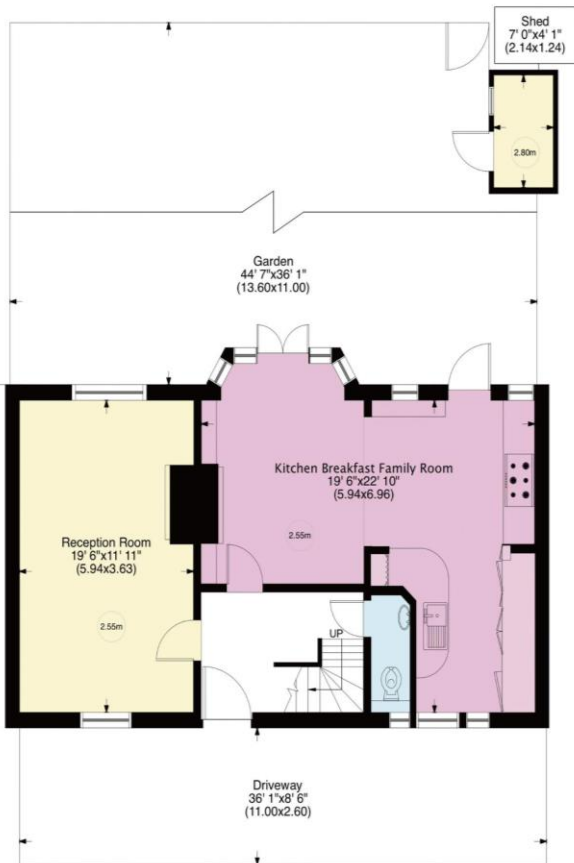 Shed
7' 0"x4' 1"
(2.14x1.24)
2.80m
Garden
44' 7"x36' 1"
(13.60x11.00)
Kitchen Breakfast Family Room
19' 6"x22' 10"
(5.94x6.96)
2.55m
Reception Room
19' 6"x11' 11"
(5.94x3.63)
2.55m
UP
Driveway
36' 1"x8' 6"
(11.00x2.60)